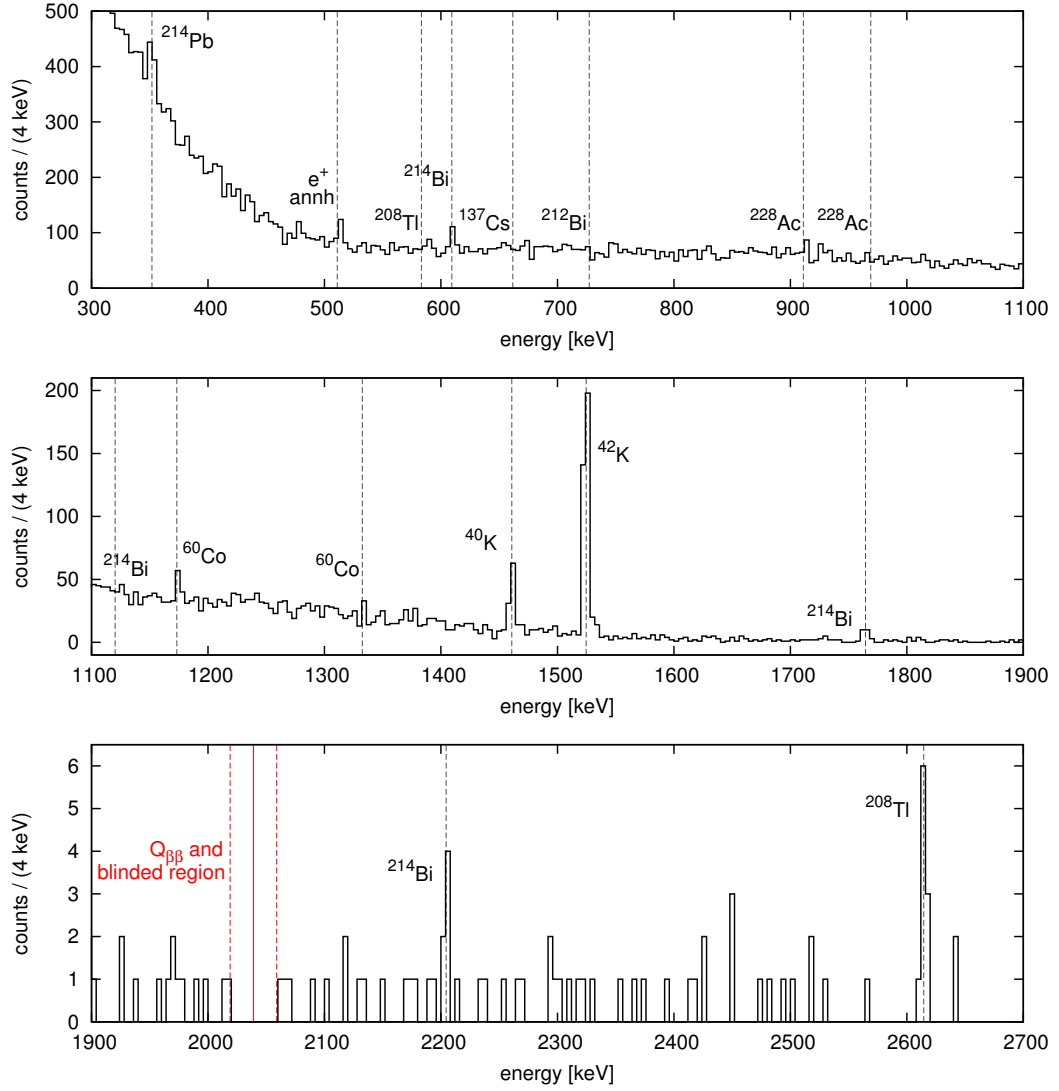 500
400
300
200
100
0
counts / (4 keV)
²¹⁴Pb
e⁺
annh
²⁰⁸Tl
²¹⁴Bi
¹³⁷Cs
²¹²Bi
²²⁸Ac
²²⁸Ac
300 400 500 600 700 800 900 1000 1100
energy [keV]
200
150
100
50
0
counts / (4 keV)
²¹⁴Bi
⁶⁰Co
⁶⁰Co
⁴⁰K
⁴²K
²¹⁴Bi
1100 1200 1300 1400 1500 1600 1700 1800 1900
energy [keV]
6
5
4
3
2
1
0
counts / (4 keV)
Qββ and
blinded region
²¹⁴Bi
²⁰⁸Tl
1900 2000 2100 2200 2300 2400 2500 2600 2700
energy [keV]